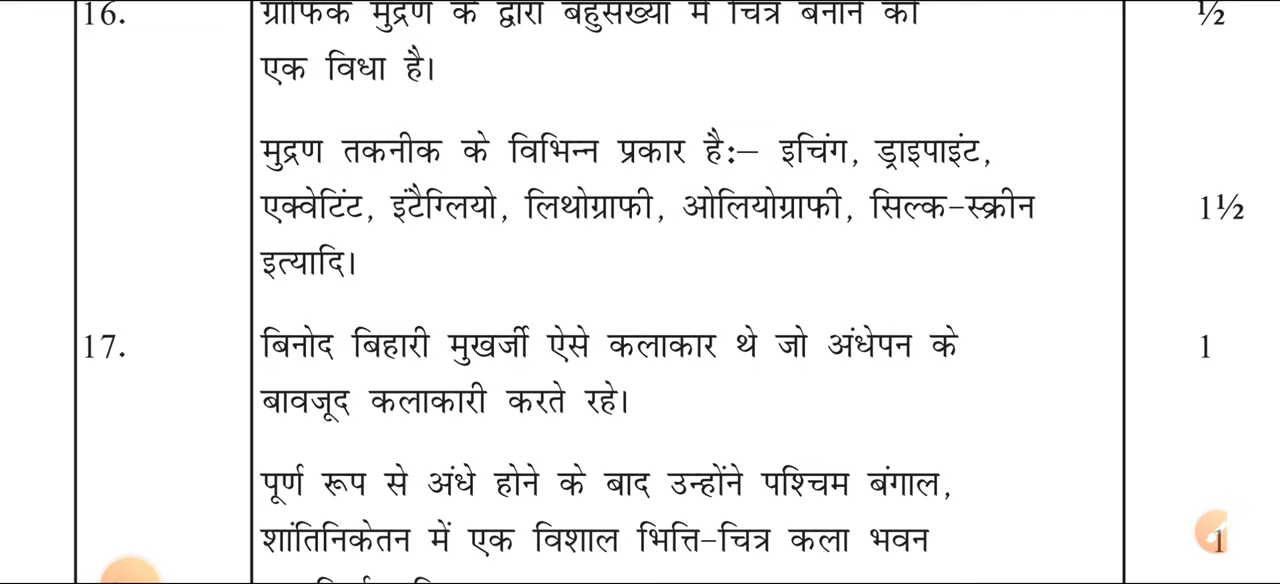 16. ग्राफिक मुद्रण के द्वारा बहुसंख्या में चित्र बनाने की ½
एक विधा है।
मुद्रण तकनीक के विभिन्न प्रकार है:– इचिंग, ड्राइपाइंट,
एक्वेटिंट, इंटैग्लियो, लिथोग्राफी, ओलियोग्राफी, सिल्क-स्क्रीन 1½
इत्यादि।
17. बिनोद बिहारी मुखर्जी ऐसे कलाकार थे जो अंधेपन के 1
बावजूद कलाकारी करते रहे।
पूर्ण रूप से अंधे होने के बाद उन्होंने पश्चिम बंगाल,
शांतिनिकेतन में एक विशाल भित्ति-चित्र कला भवन 1